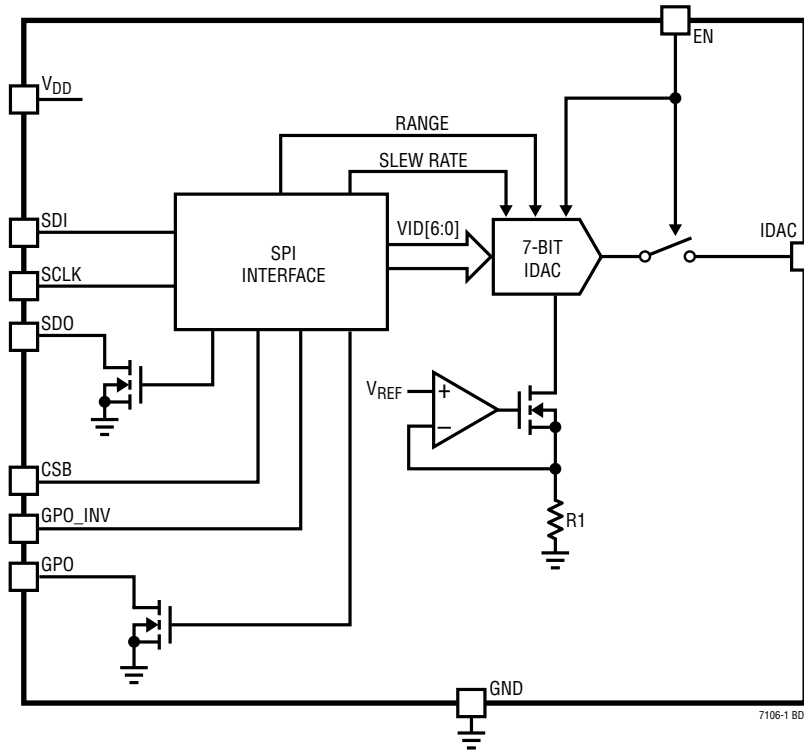 EN
VDD
RANGE
SLEW RATE
SDI
VID[6:0]
IDAC
SPI
INTERFACE
7-BIT
IDAC
SCLK
SDO
VREF
+
–
CSB
GPO_INV
R1
GPO
GND
7106-1 BD